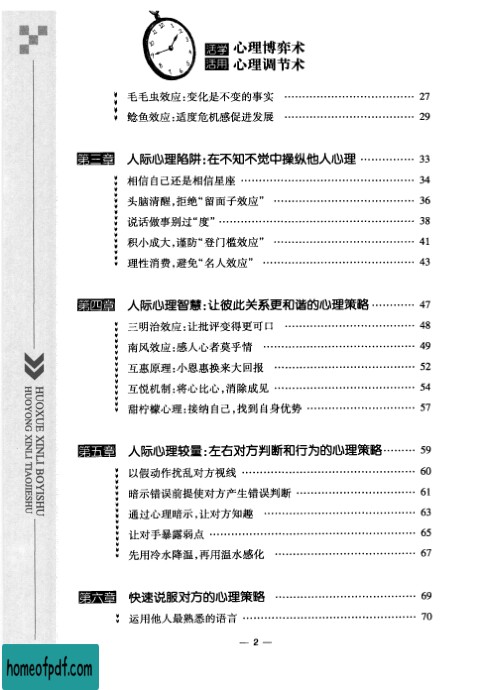 活学 心理博弈术
活用 心理调节术
毛毛虫效应:变化是不变的事实 …………………………… 27
鲶鱼效应:适度危机感促进发展 …………………………… 29
第三章 人际心理陷阱:在不知不觉中操纵他人心理 …………… 33
相信自己还是相信星座 …………………………………… 34
头脑清醒,拒绝“留面子效应” …………………………… 36
说话做事别过“度” ……………………………………… 38
积小成大,谨防“登门槛效应” …………………………… 41
理性消费,避免“名人效应” ……………………………… 43
第四章 人际心理智慧:让彼此关系更和谐的心理策略 ………… 47
三明治效应:让批评变得更可口 …………………………… 48
南风效应:感人心者莫乎情 ……………………………… 49
互惠原理:小恩惠换来大回报 …………………………… 52
互悦机制:将心比心,消除成见 …………………………… 54
甜柠檬心理:接纳自己,找到自身优势 ……………………… 57
第五章 人际心理较量:左右对方判断和行为的心理策略 ……… 59
以假动作扰乱对方视线 …………………………………… 60
暗示错误前提使对方产生错误判断 ………………………… 61
通过心理暗示,让对方知趣 ……………………………… 63
让对手暴露弱点 ………………………………………… 65
先用冷水降温,再用温水感化 …………………………… 67
第六章 快速说服对方的心理策略 …………………………… 69
运用他人最熟悉的语言 …………………………………… 70
— 2 —
HUOXUE XINLI BOYISHU
HUOYONG XINLI TIAOJIESHU
homeofpdf.com